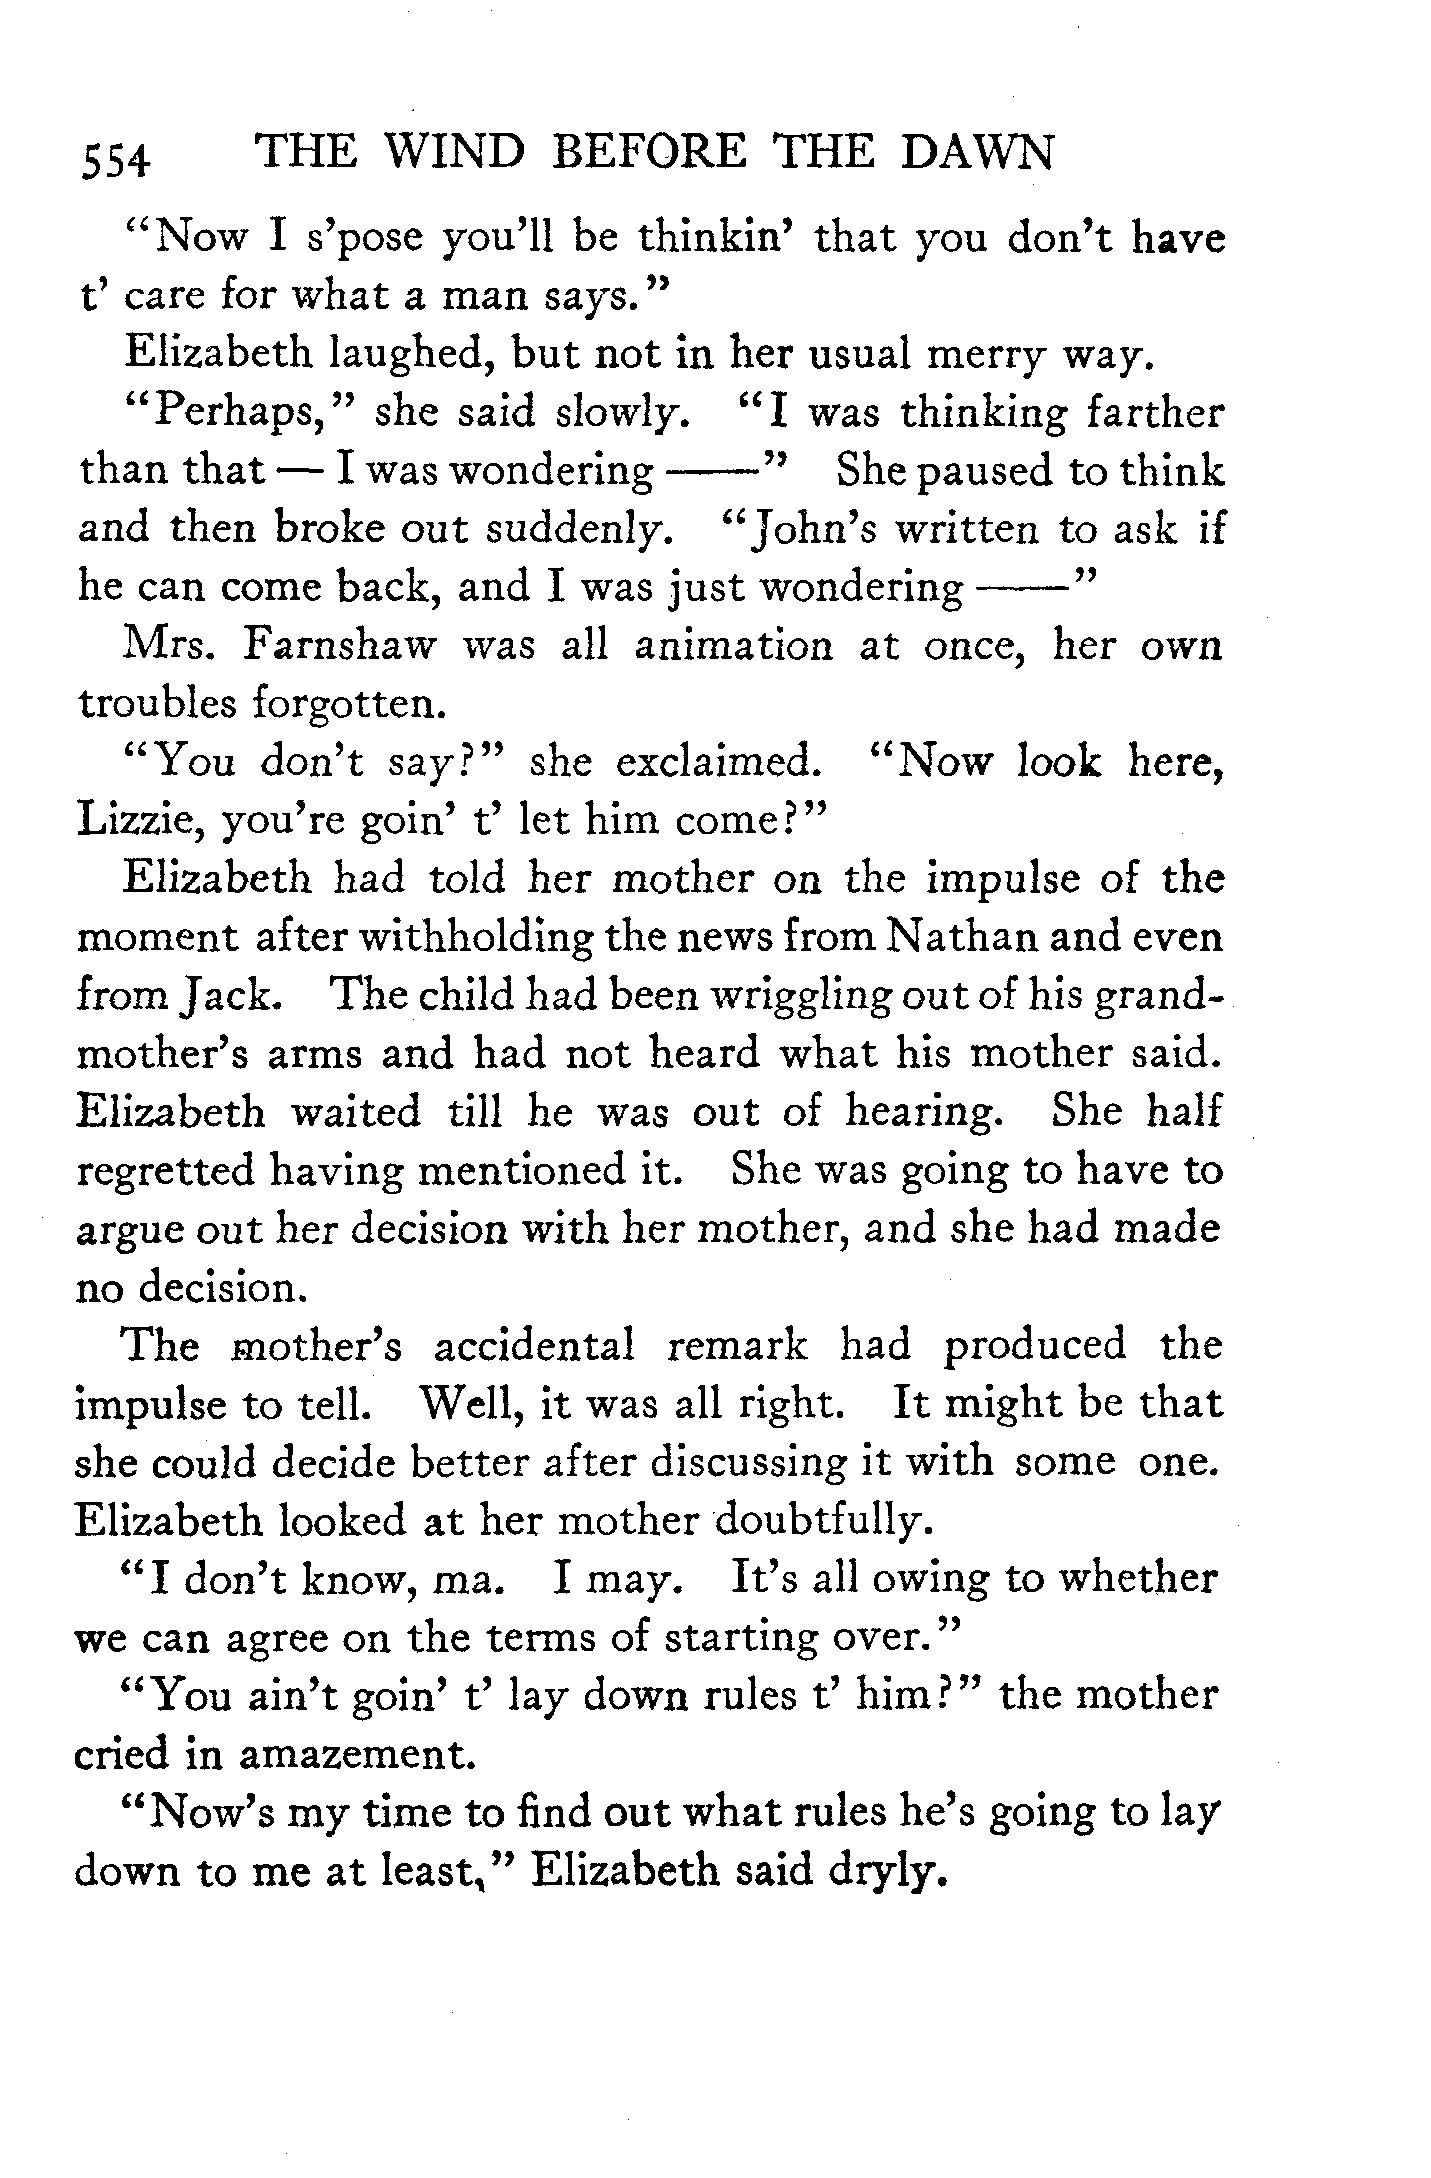 554 THE WIND BEFORE THE DAWN
“Now I s’pose you’ll be thinkin’ that you don’t have
t’ care for what a man says.”
Elizabeth laughed, but not in her usual merry way.
“Perhaps,” she said slowly. “I was thinking farther
than that — I was wondering ——” She paused to think
and then broke out suddenly. “John’s written to ask if
he can come back, and I was just wondering ——”
Mrs. Farnshaw was all animation at once, her own
troubles forgotten.
“You don’t say?” she exclaimed. “Now look here,
Lizzie, you’re goin’ t’ let him come?”
Elizabeth had told her mother on the impulse of the
moment after withholding the news from Nathan and even
from Jack. The child had been wriggling out of his grand-
mother’s arms and had not heard what his mother said.
Elizabeth waited till he was out of hearing. She half
regretted having mentioned it. She was going to have to
argue out her decision with her mother, and she had made
no decision.
The mother’s accidental remark had produced the
impulse to tell. Well, it was all right. It might be that
she could decide better after discussing it with some one.
Elizabeth looked at her mother doubtfully.
“I don’t know, ma. I may. It’s all owing to whether
we can agree on the terms of starting over.”
“You ain’t goin’ t’ lay down rules t’ him?” the mother
cried in amazement.
“Now’s my time to find out what rules he’s going to lay
down to me at least,” Elizabeth said dryly.